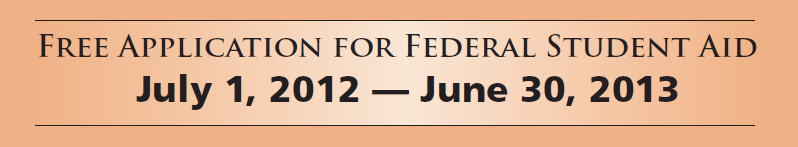 Free Application for Federal Student Aid
July 1, 2012 — June 30, 2013